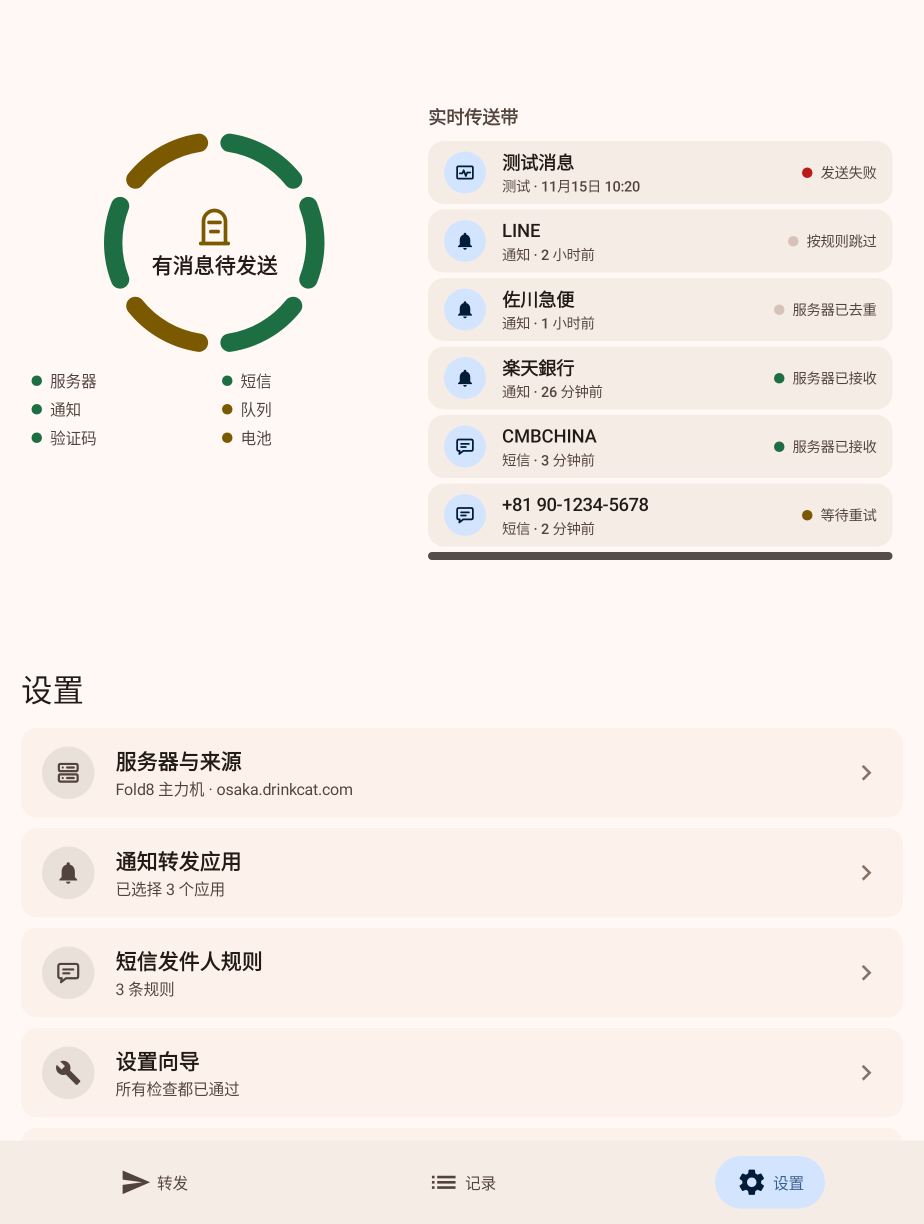 有消息待发送
服务器
短信
通知
队列
验证码
电池
实时传送带
测试消息
测试 · 11月15日 10:20
发送失败
LINE
通知 · 2 小时前
按规则跳过
佐川急便
通知 · 1 小时前
服务器已去重
楽天銀行
通知 · 26 分钟前
服务器已接收
CMBCHINA
短信 · 3 分钟前
服务器已接收
+81 90-1234-5678
短信 · 2 分钟前
等待重试
设置
服务器与来源
Fold8 主力机 · osaka.drinkcat.com
通知转发应用
已选择 3 个应用
短信发件人规则
3 条规则
设置向导
所有检查都已通过
转发
记录
设置